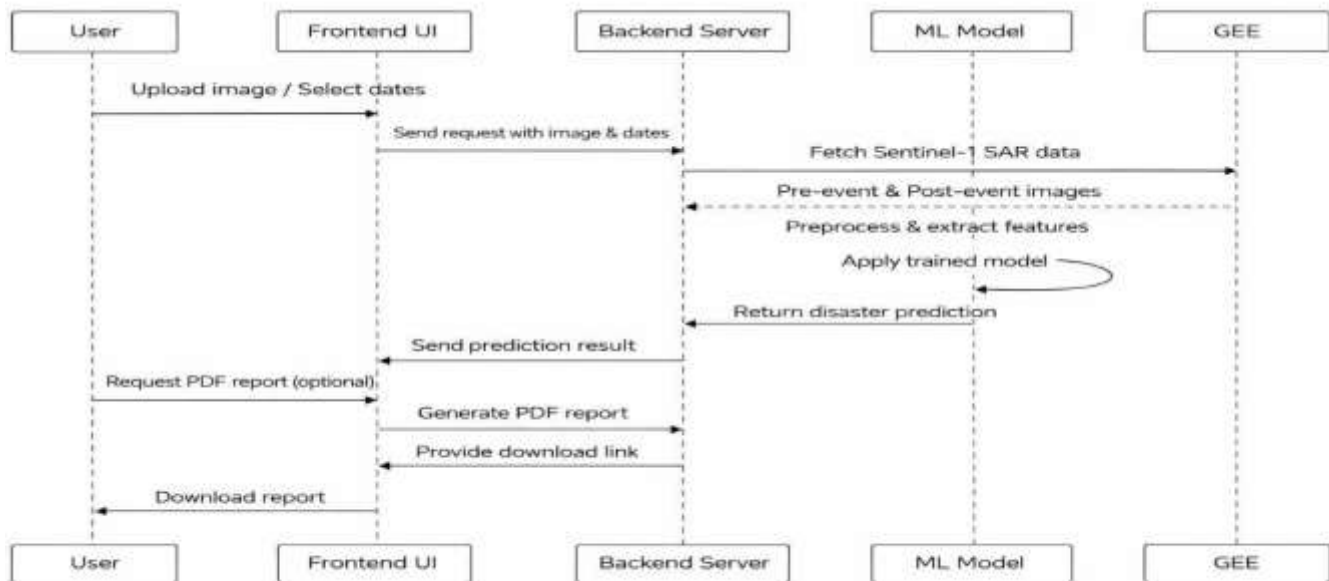 User
Frontend UI
Backend Server
ML Model
GEE
Upload image / Select dates
Send request with image & dates
Fetch Sentinel-1 SAR data
Pre-event & Post-event images
Preprocess & extract features
Apply trained model
Return disaster prediction
Send prediction result
Request PDF report (optional)
Generate PDF report
Provide download link
Download report
User
Frontend UI
Backend Server
ML Model
GEE